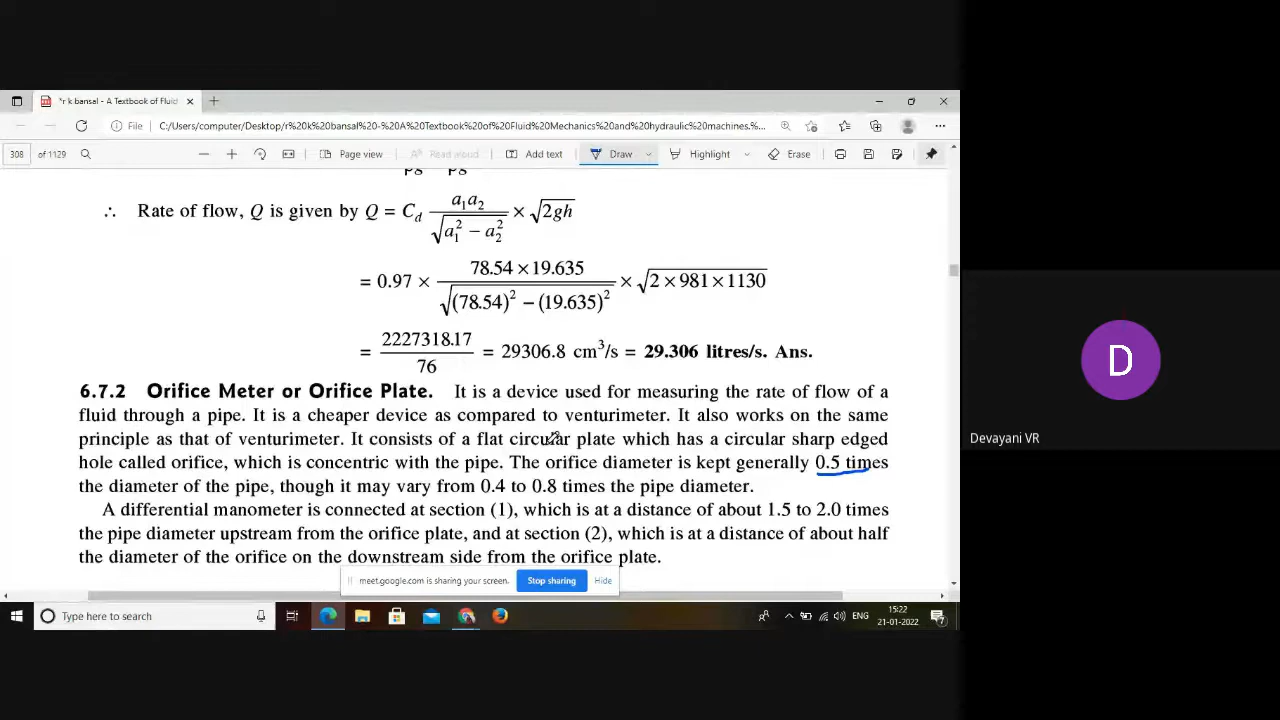 *r k bansal - A Textbook of Fluid
File C:/Users/computer/Desktop/r%20k%20bansal%20-%20A%20Textbook%20of%20Fluid%20Mechanics%20and%20hydraulic%20machines.%...
308 of 1129 Page view Read aloud Add text Draw Highlight Erase
ρg ρg
∴ Rate of flow, Q is given by Q = C_d a₁a₂ / √(a₁² − a₂²) × √2gh
= 0.97 × 78.54 × 19.635 / √((78.54)² − (19.635)²) × √2 × 981 × 1130
= 2227318.17 / 76 = 29306.8 cm³/s = 29.306 litres/s. Ans.
6.7.2 Orifice Meter or Orifice Plate. It is a device used for measuring the rate of flow of a
fluid through a pipe. It is a cheaper device as compared to venturimeter. It also works on the same
principle as that of venturimeter. It consists of a flat circular plate which has a circular sharp edged
hole called orifice, which is concentric with the pipe. The orifice diameter is kept generally 0.5 times
the diameter of the pipe, though it may vary from 0.4 to 0.8 times the pipe diameter.
A differential manometer is connected at section (1), which is at a distance of about 1.5 to 2.0 times
the pipe diameter upstream from the orifice plate, and at section (2), which is at a distance of about half
the diameter of the orifice on the downstream side from the orifice plate.
meet.google.com is sharing your screen. Stop sharing Hide
Type here to search
ENG
15:22
21-01-2022
7
D
Devayani VR